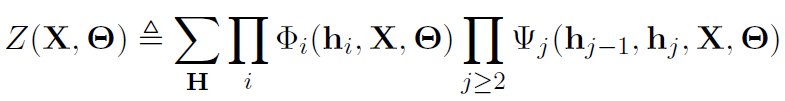 Z(𝐗, 𝚯) ≜ ∑_𝐇 ∏_i Φ_i(𝐡_i, 𝐗, 𝚯) ∏_{j≥2} Ψ_j(𝐡_{j−1}, 𝐡_j, 𝐗, 𝚯)